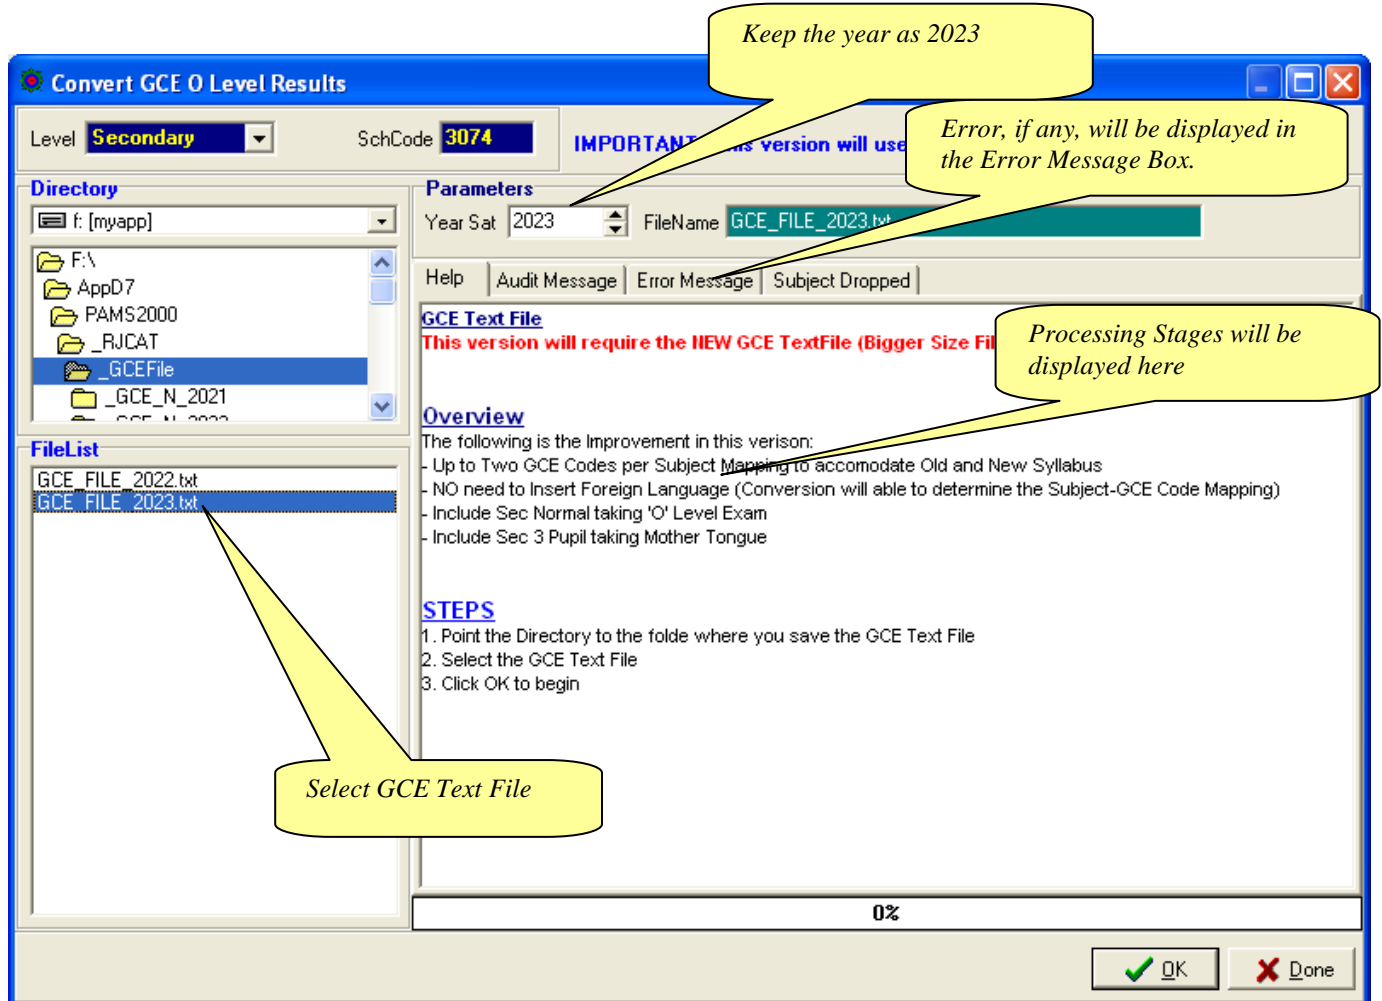 Keep the year as 2023
Convert GCE O Level Results
Level Secondary SchCode 3074
IMPORTANT version will use
Error, if any, will be displayed in
the Error Message Box.
Directory
f: [myapp]
F:\
AppD7
PAMS2000
_RJCAT
_GCEFile
_GCE_N_2021
Parameters
Year Sat 2023 FileName GCE_FILE_2023.txt
Help Audit Message Error Message Subject Dropped
GCE Text File
This version will require the NEW GCE TextFile (Bigger Size
Processing Stages will be
displayed here
Overview
The following is the Improvement in this verison:
- Up to Two GCE Codes per Subject Mapping to accomodate Old and New Syllabus
- NO need to Insert Foreign Language (Conversion will able to determine the Subject-GCE Code Mapping)
- Include Sec Normal taking 'O' Level Exam
- Include Sec 3 Pupil taking Mother Tongue
STEPS
1. Point the Directory to the folde where you save the GCE Text File
2. Select the GCE Text File
3. Click OK to begin
FileList
GCE_FILE_2022.txt
GCE_FILE_2023.txt
Select GCE Text File
0%
OK Done